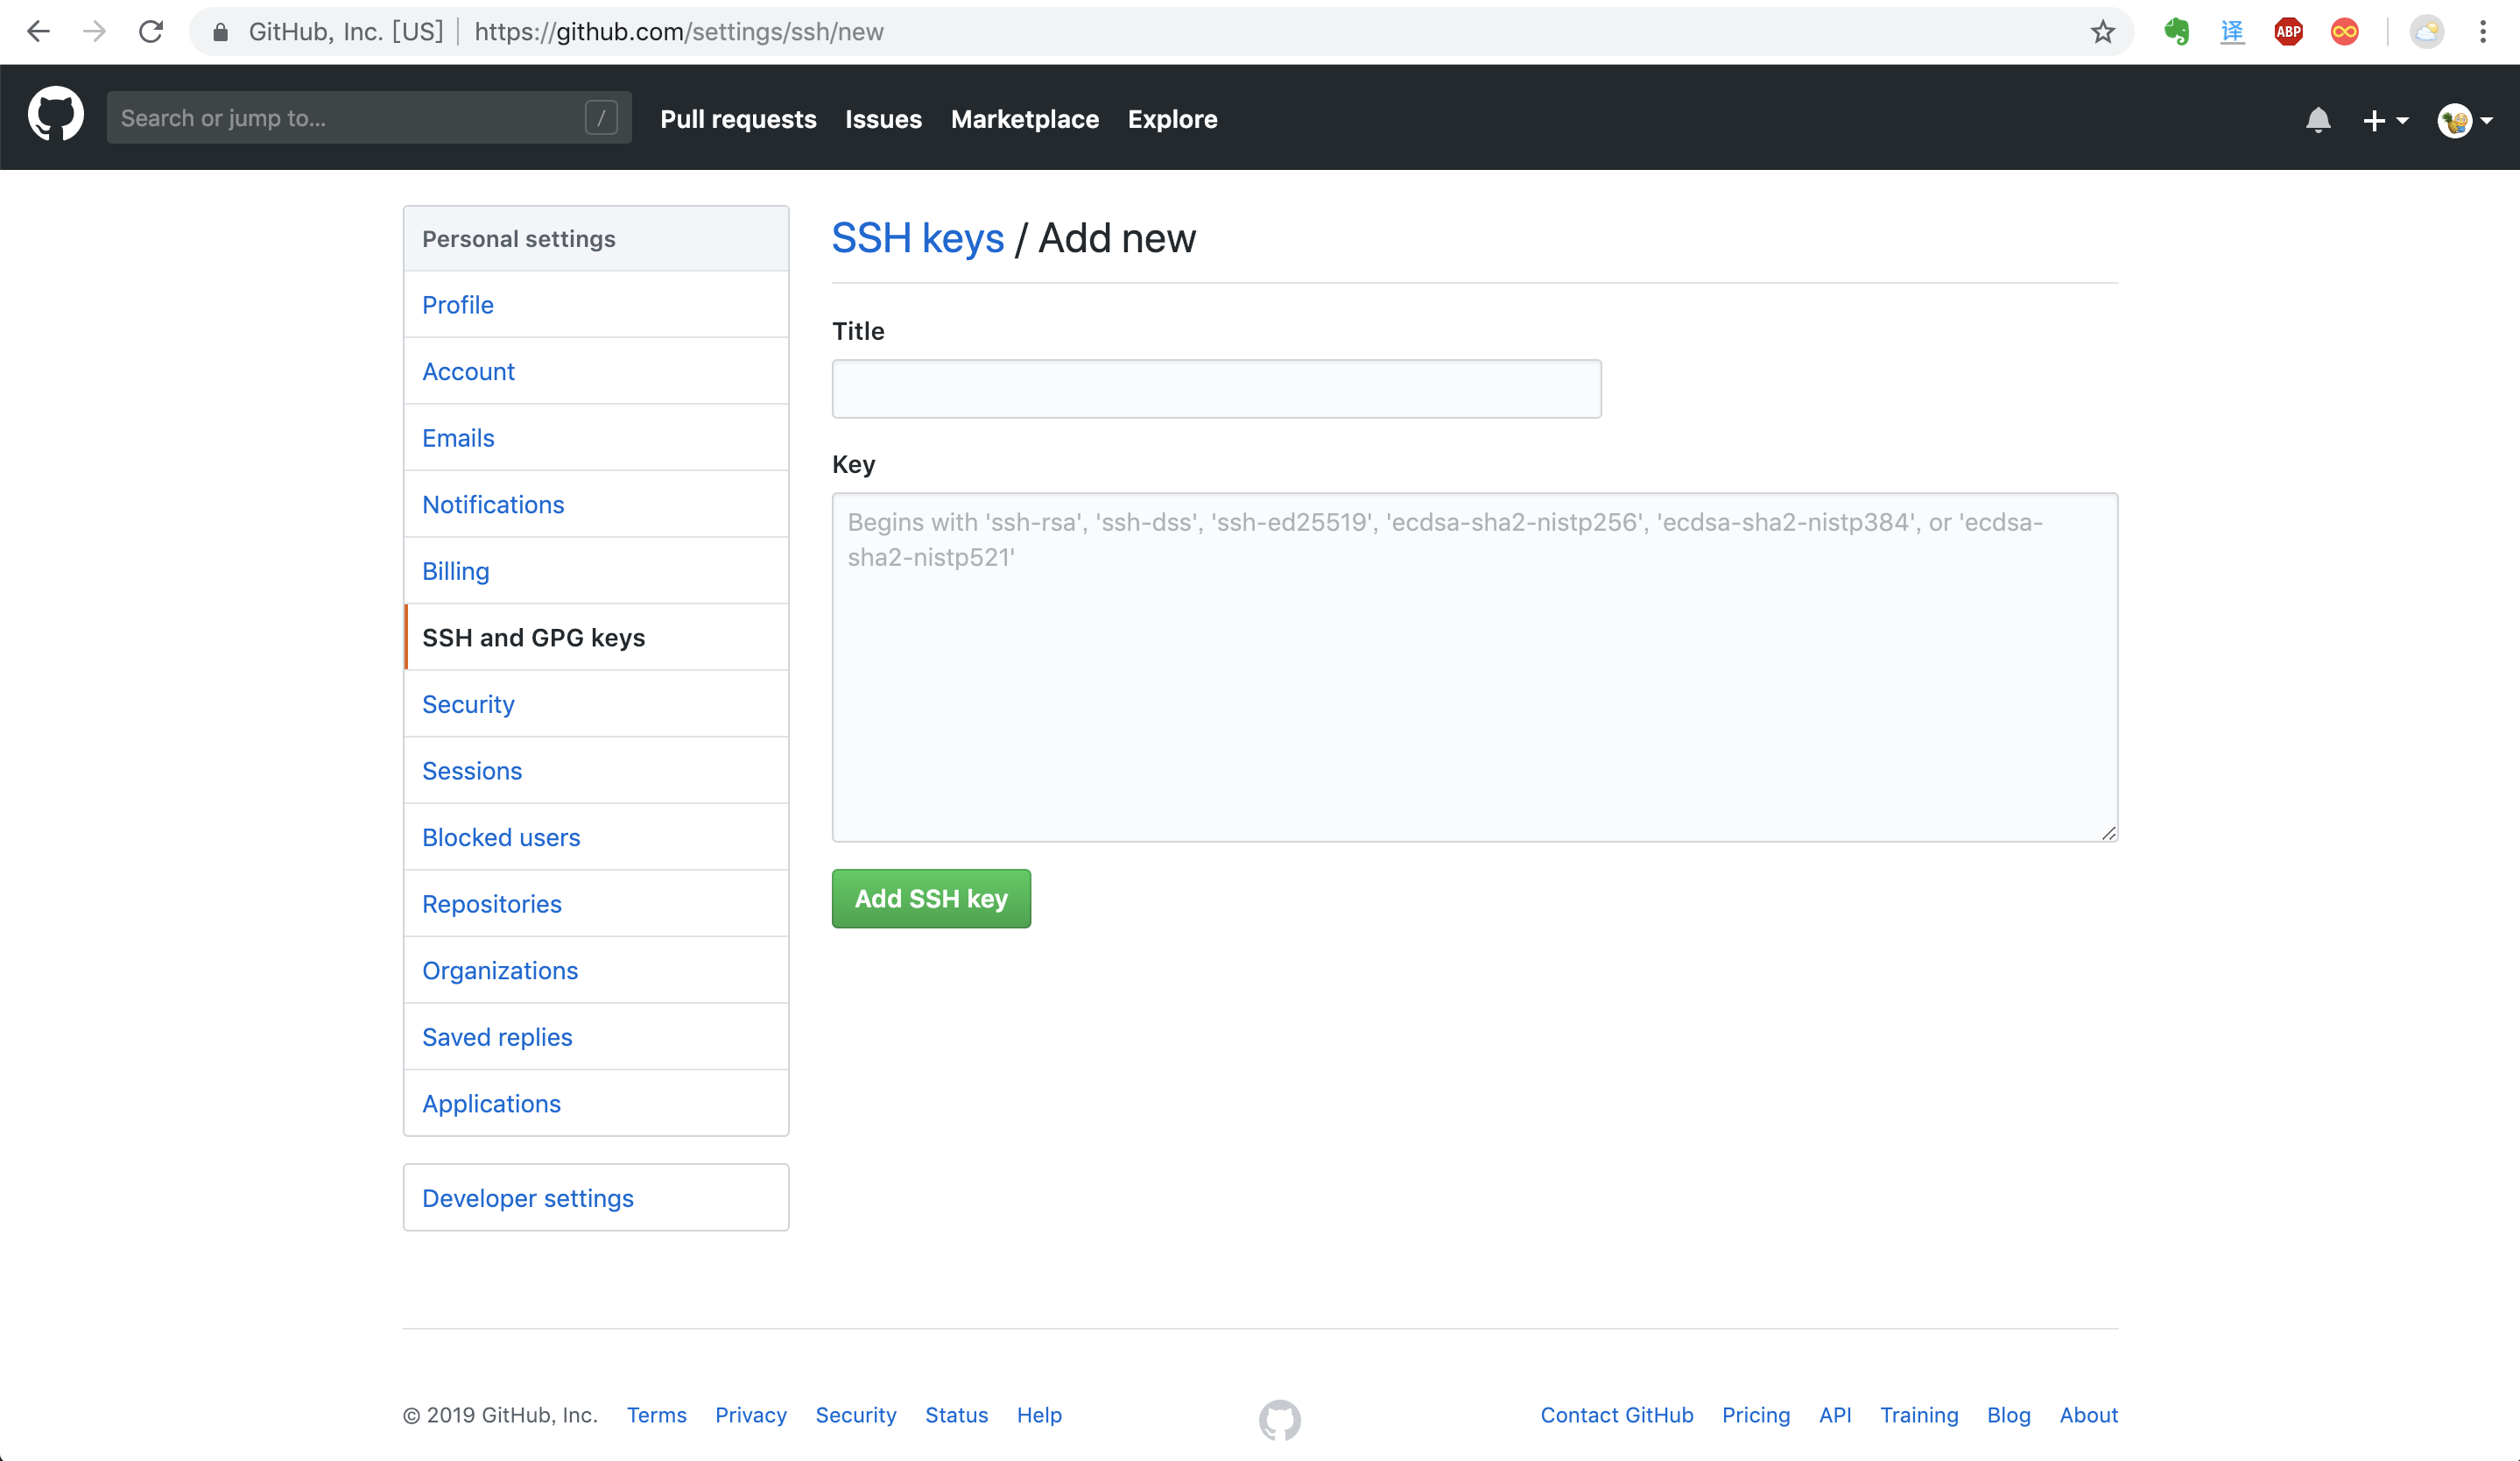 GitHub, Inc. [US] https://github.com/settings/ssh/new
译 ABP
Search or jump to... / Pull requests Issues Marketplace Explore
Personal settings
Profile
Account
Emails
Notifications
Billing
SSH and GPG keys
Security
Sessions
Blocked users
Repositories
Organizations
Saved replies
Applications
Developer settings
SSH keys / Add new
Title
Key
Begins with 'ssh-rsa', 'ssh-dss', 'ssh-ed25519', 'ecdsa-sha2-nistp256', 'ecdsa-sha2-nistp384', or 'ecdsa-
sha2-nistp521'
Add SSH key
© 2019 GitHub, Inc. Terms Privacy Security Status Help Contact GitHub Pricing API Training Blog About